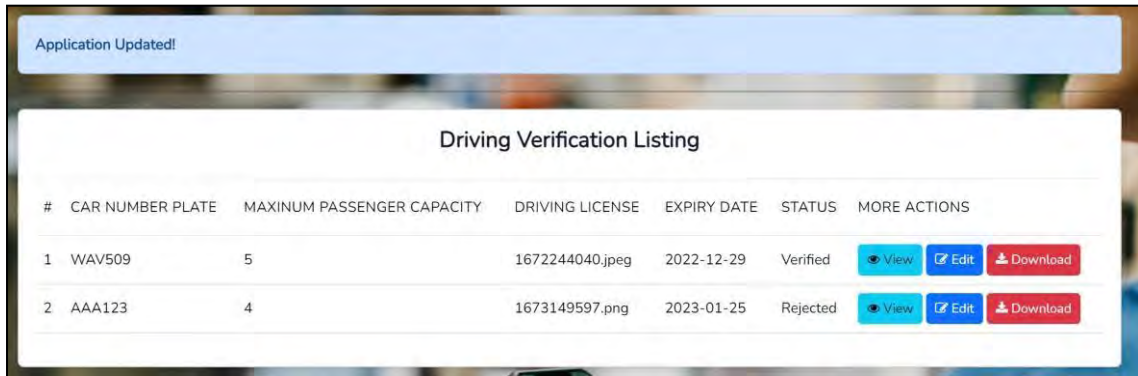 Application Updated!
Driving Verification Listing
# CAR NUMBER PLATE MAXINUM PASSENGER CAPACITY DRIVING LICENSE EXPIRY DATE STATUS MORE ACTIONS
1 WAV509 5 1672244040.jpeg 2022-12-29 Verified View Edit Download
2 AAA123 4 1673149597.png 2023-01-25 Rejected View Edit Download